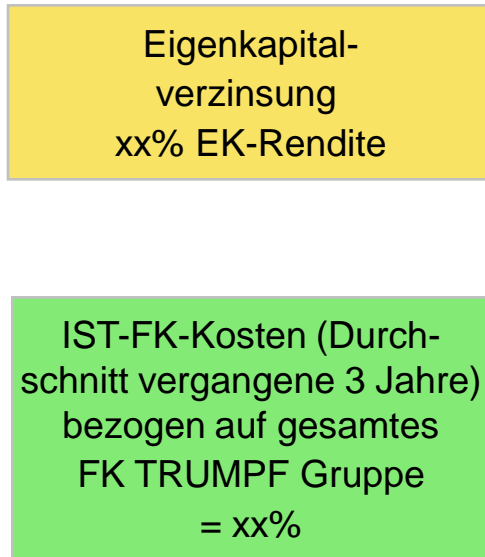 Eigenkapital-
verzinsung
xx% EK-Rendite
IST-FK-Kosten (Durch-
schnitt vergangene 3 Jahre)
bezogen auf gesamtes
FK TRUMPF Gruppe
= xx%